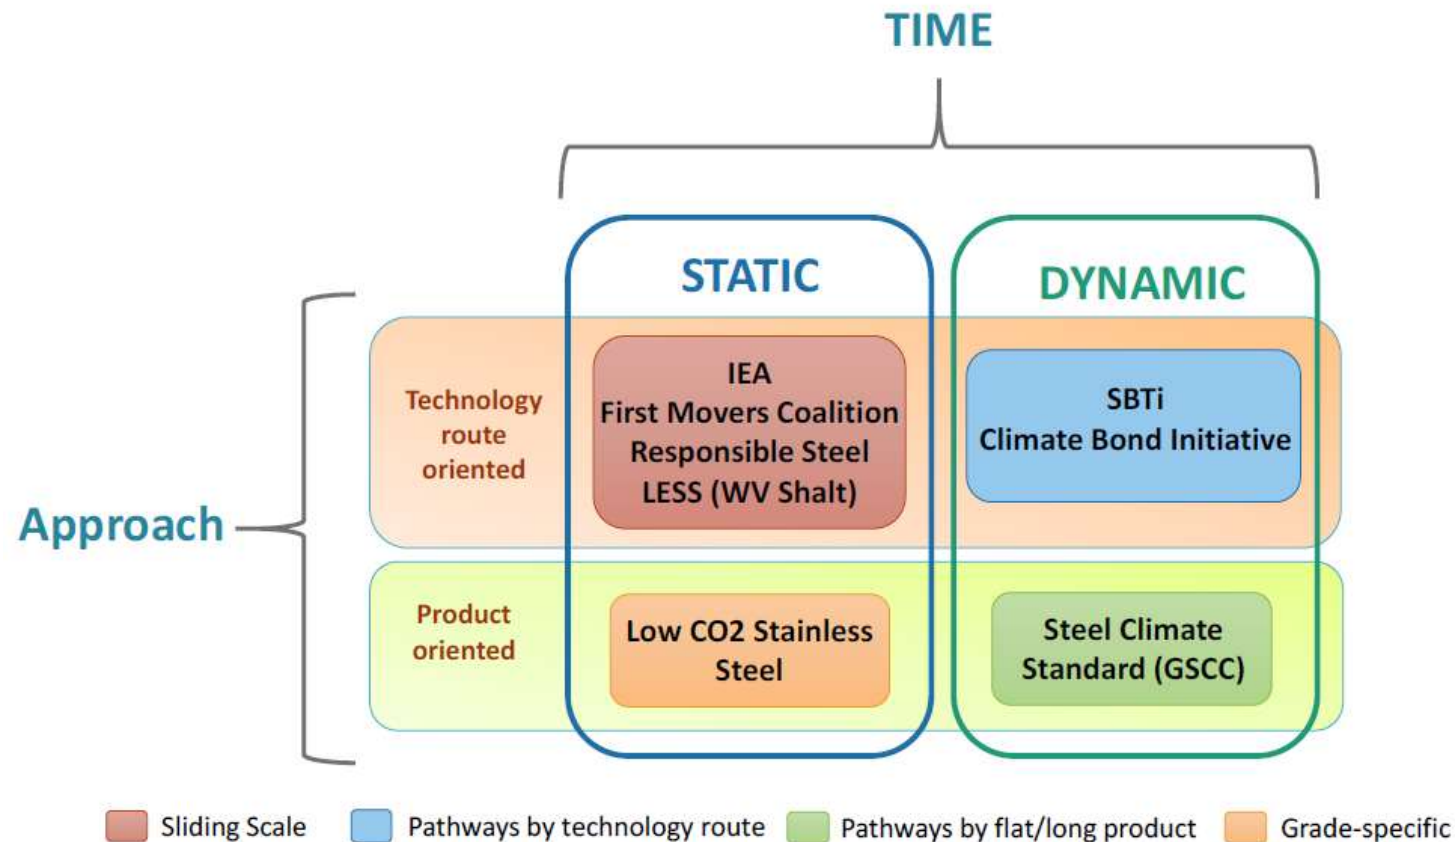 TIME
STATIC
DYNAMIC
Approach
Technology
route
oriented
IEA
First Movers Coalition
Responsible Steel
LESS (WV Shalt)
SBTi
Climate Bond Initiative
Product
oriented
Low CO2 Stainless
Steel
Steel Climate
Standard (GSCC)
Sliding Scale
Pathways by technology route
Pathways by flat/long product
Grade-specific